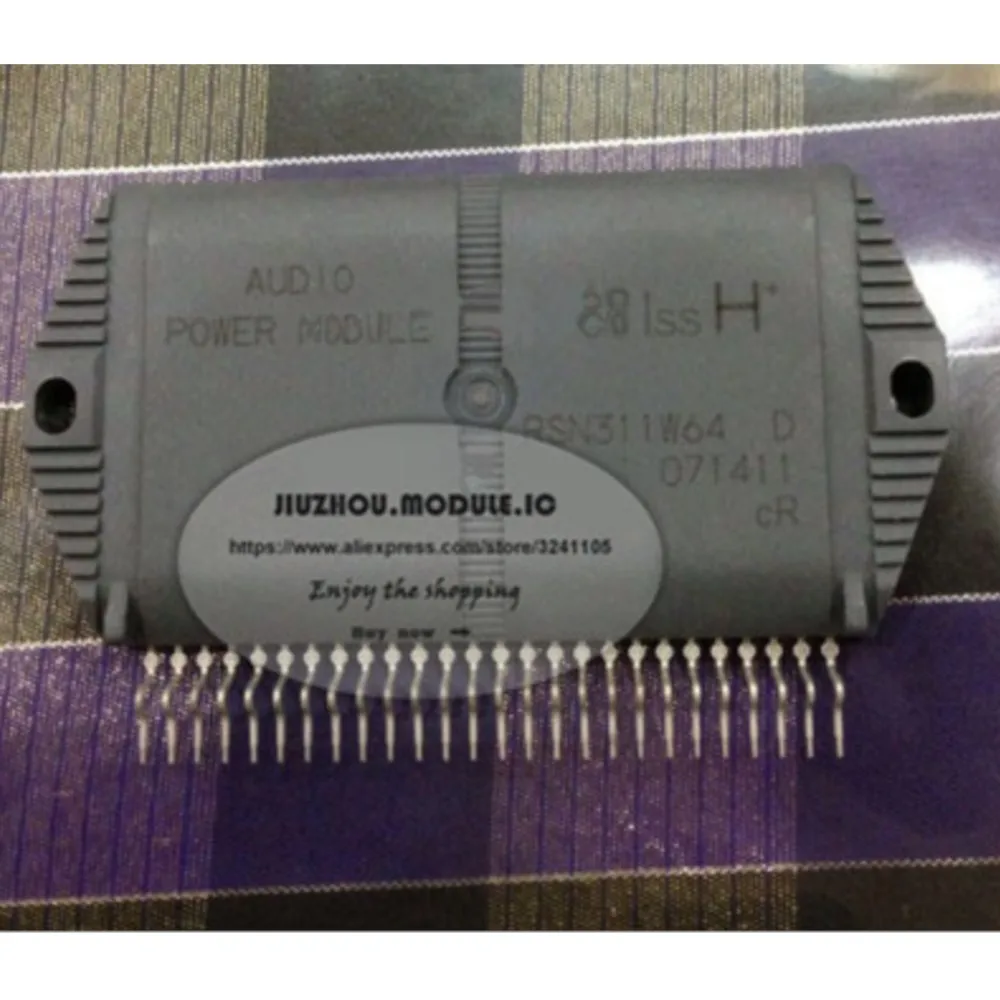 AUDIO
POWER MODULE
Iss H+
RSN311W64 D
071411
cR
JIUZHOU.MODULE.IC
https://www.aliexpress.com/store/3241105
Enjoy the shopping
Buy now →